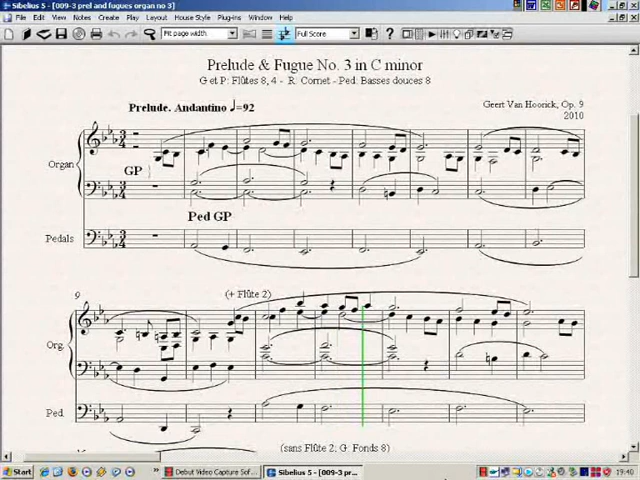 Sibelius 5 - [009-3 prel and fugues organ no 3]
File Edit View Notes Create Play Layout House Style Plug-ins Window Help
Fit page width Full Score
Prelude & Fugue No. 3 in C minor
G et P: Flûtes 8, 4 - R: Cornet - Ped: Basses douces 8
Prelude. Andantino ♩=92
Geert Van Hoorick, Op. 9
2010
Organ
GP
Ped GP
Pedals
9
(+ Flûte 2)
Org.
Ped.
(sans Flûte 2; G: Fonds 8)
Start
Debut Video Capture Sof...
Sibelius 5 - [009-3 pr...
19:40